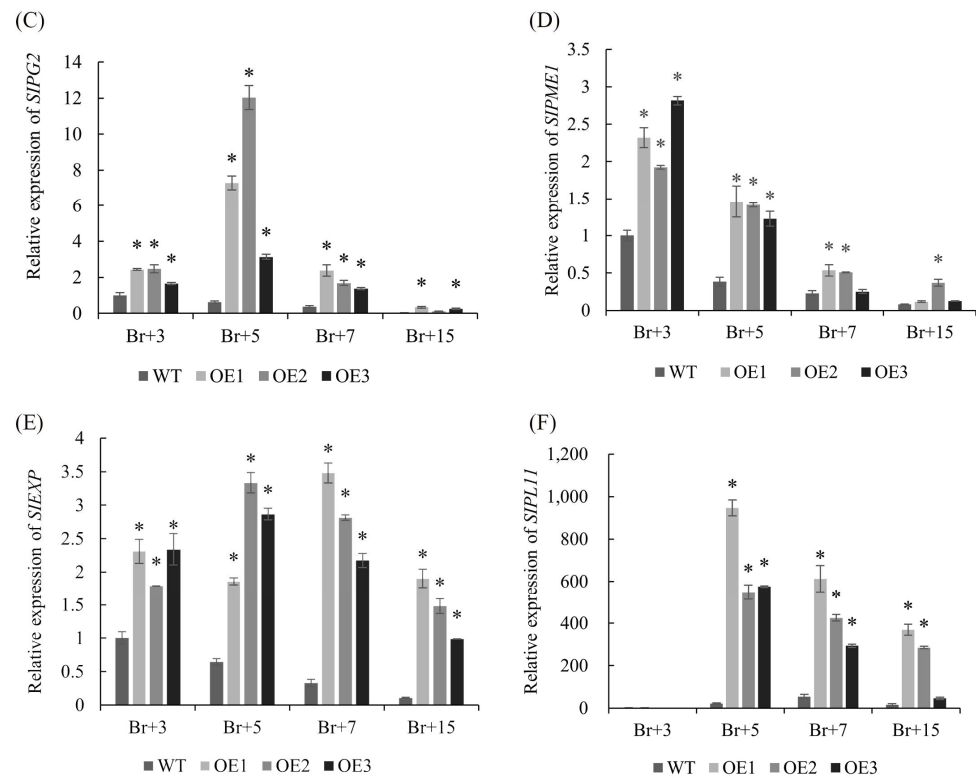 (C)
Relative expression of SlPG2
14
12
10
8
6
4
2
0
* * * * * * * * * * *
Br+3 Br+5 Br+7 Br+15
WT OE1 OE2 OE3
(D)
Relative expression of SlPME1
3.5
3
2.5
2
1.5
1
0.5
0
* * * * * * * * *
Br+3 Br+5 Br+7 Br+15
WT OE1 OE2 OE3
(E)
Relative expression of SlEXP
4
3.5
3
2.5
2
1.5
1
0.5
0
* * * * * * * * * * * *
Br+3 Br+5 Br+7 Br+15
WT OE1 OE2 OE3
(F)
Relative expression of SlPL11
1,200
1,000
800
600
400
200
0
* * * * * * * *
Br+3 Br+5 Br+7 Br+15
WT OE1 OE2 OE3